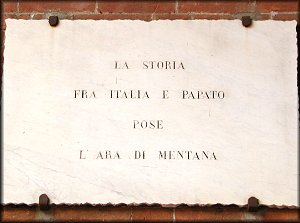 LA STORIA
FRA ITALIA E PAPATO
POSE
L'ARA DI MENTANA